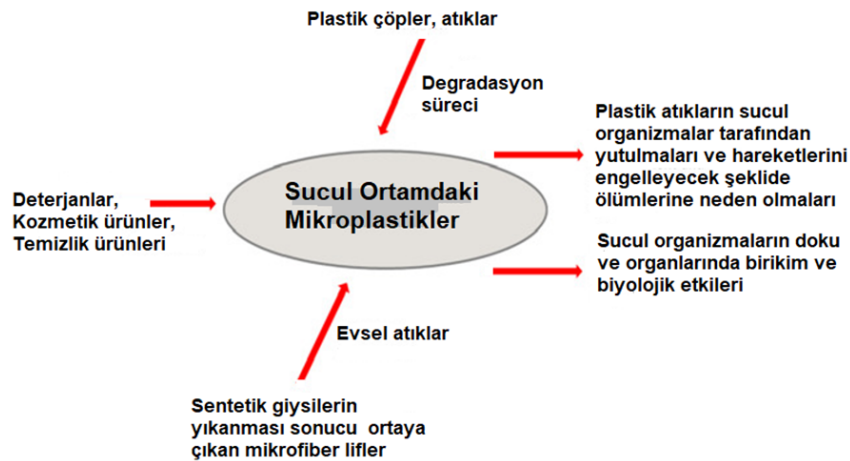 Plastik çöpler, atıklar
Degradasyon
süreci
Plastik atıkların sucul
organizmalar tarafından
yutulmaları ve hareketlerini
engelleyecek şeklide
ölümlerine neden olmaları
Sucul Ortamdaki
Mikroplastikler
Deterjanlar,
Kozmetik ürünler,
Temizlik ürünleri
Sucul organizmaların doku
ve organlarında birikim ve
biyolojik etkileri
Evsel atıklar
Sentetik giysilerin
yıkanması sonucu ortaya
çıkan mikrofiber lifler